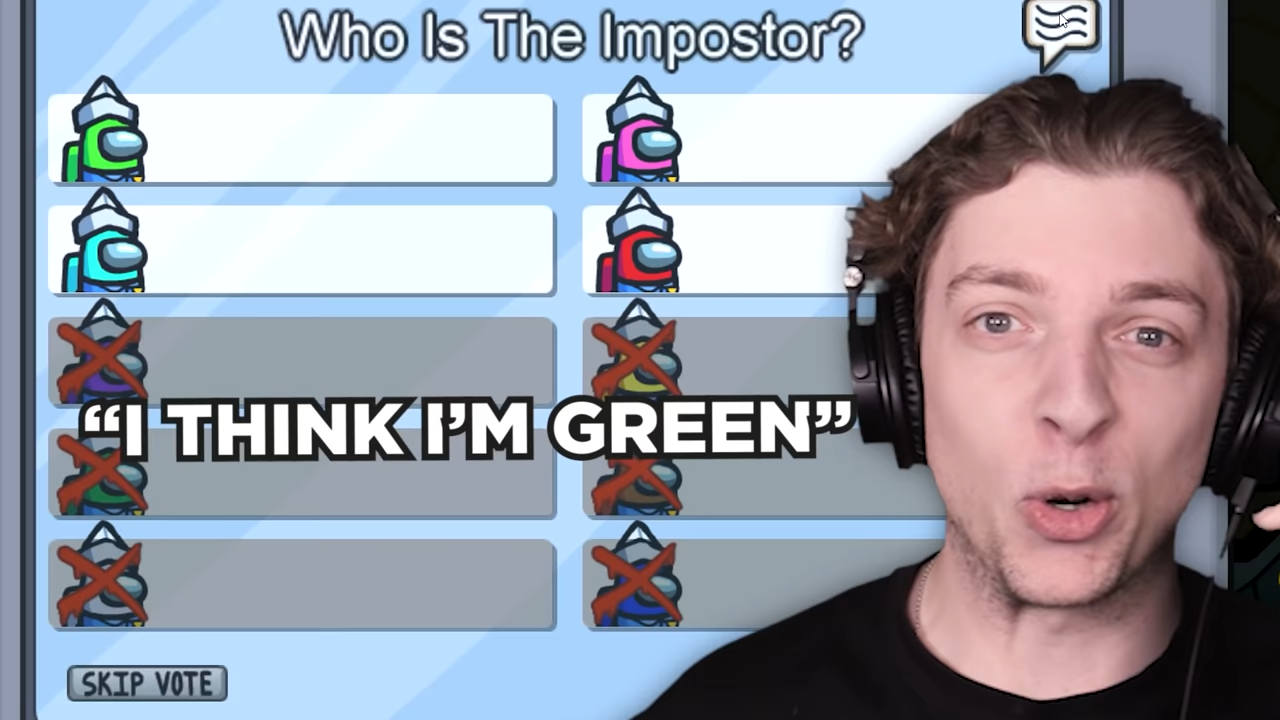 Who Is The Impostor?
“I THINK I’M GREEN”
SKIP VOTE